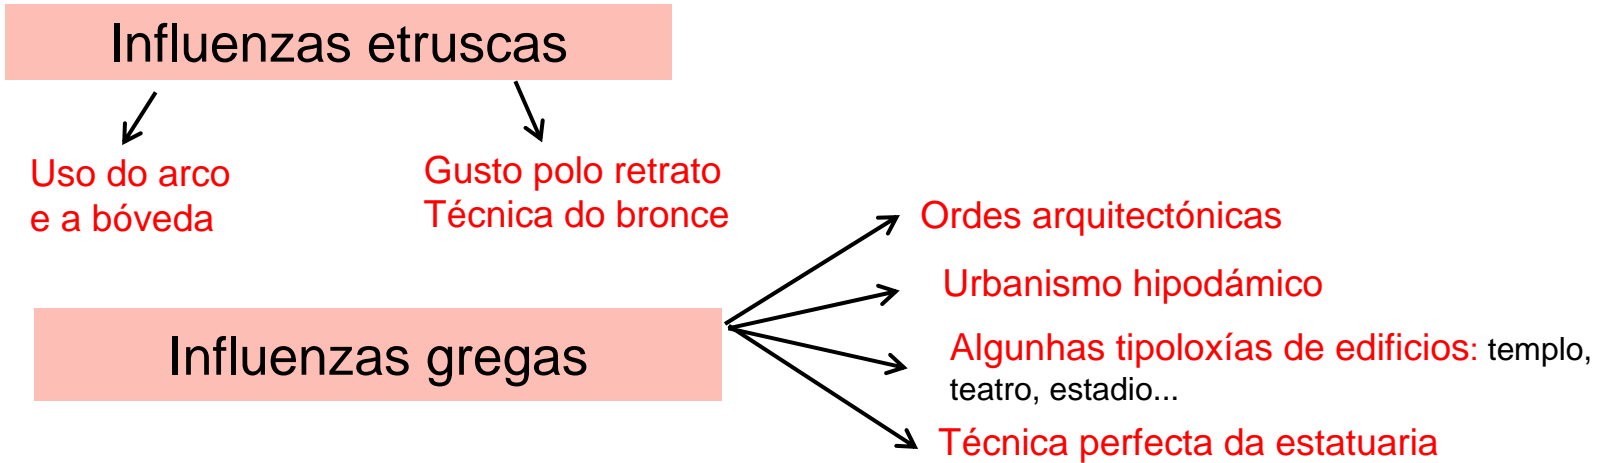 Influenzas etruscas
Uso do arco
e a bóveda
Gusto polo retrato
Técnica do bronce
Influenzas gregas
Ordes arquitectónicas
Urbanismo hipodámico
Algunhas tipoloxías de edificios: templo,
teatro, estadio...
Técnica perfecta da estatuaria